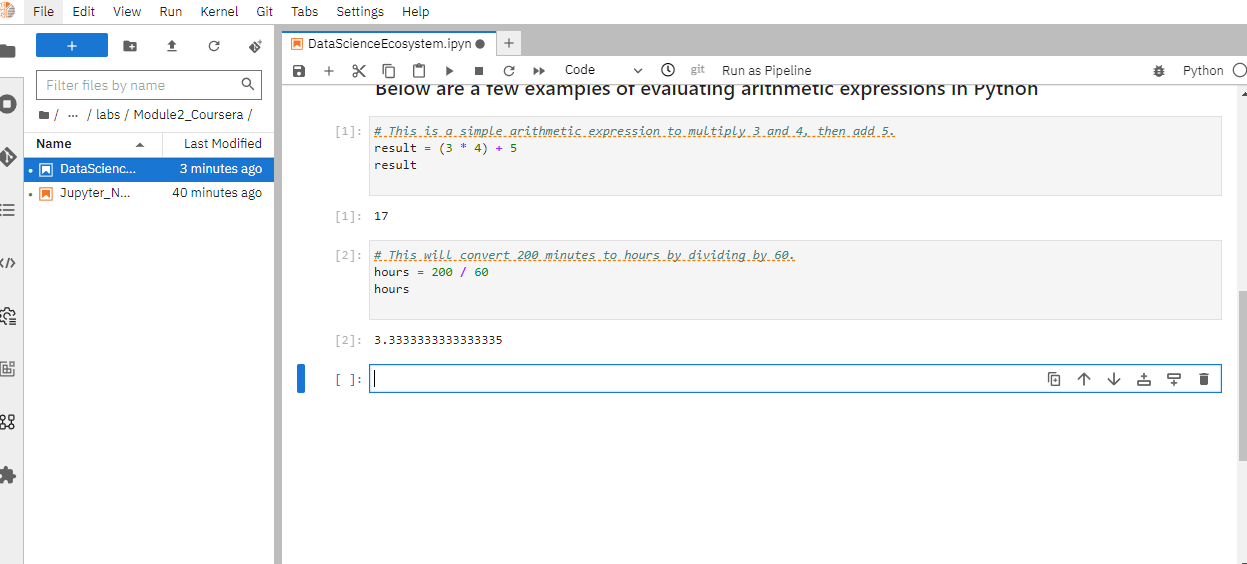 File Edit View Run Kernel Git Tabs Settings Help
+
Filter files by name
/ ... / labs / Module2_Coursera /
Name Last Modified
DataScienc... 3 minutes ago
Jupyter_N... 40 minutes ago
DataScienceEcosystem.ipyn
Code git Run as Pipeline Python
Below are a few examples of evaluating arithmetic expressions in Python
[1]: # This is a simple arithmetic expression to multiply 3 and 4, then add 5.
result = (3 * 4) + 5
result
[1]: 17
[2]: # This will convert 200 minutes to hours by dividing by 60.
hours = 200 / 60
hours
[2]: 3.3333333333333335
[ ]: